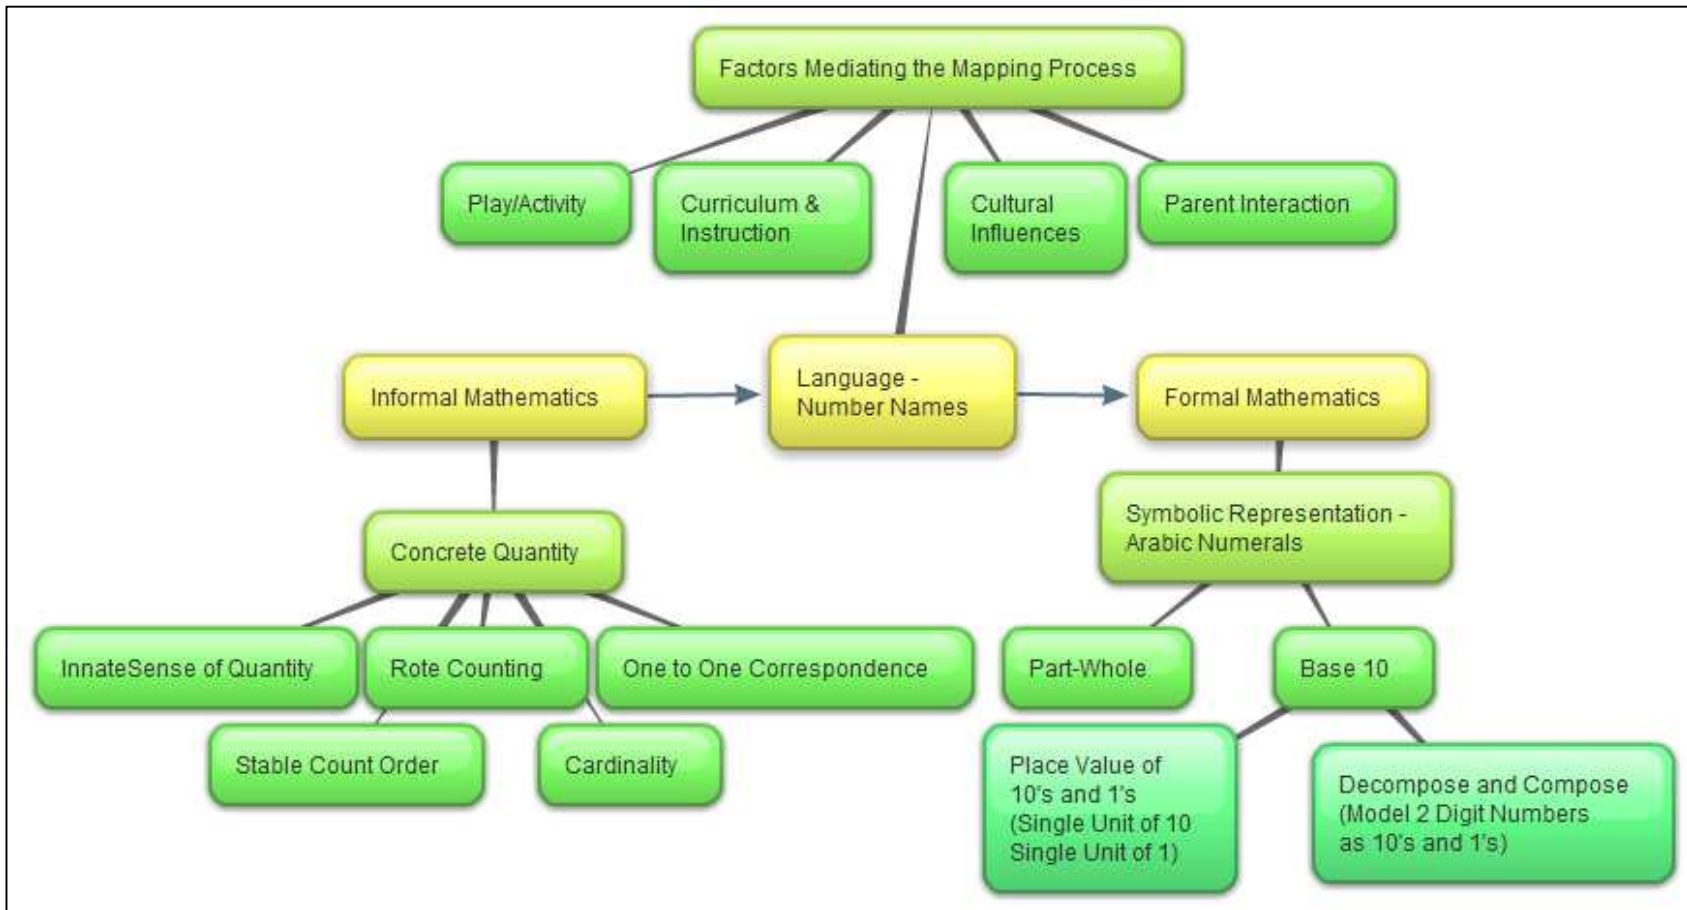 Factors Mediating the Mapping Process
Play/Activity
Curriculum &
Instruction
Cultural
Influences
Parent Interaction
Informal Mathematics
Language -
Number Names
Formal Mathematics
Concrete Quantity
Symbolic Representation -
Arabic Numerals
InnateSense of Quantity
Rote Counting
One to One Correspondence
Part-Whole
Base 10
Stable Count Order
Cardinality
Place Value of
10's and 1's
(Single Unit of 10
Single Unit of 1)
Decompose and Compose
(Model 2 Digit Numbers
as 10's and 1's)